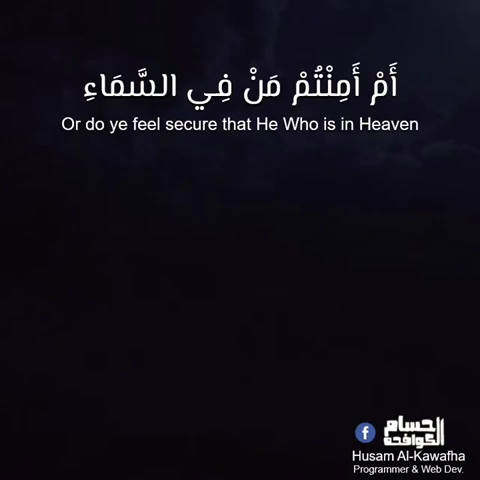 أَمْ أَمِنْتُمْ مَنْ فِي السَّمَاءِ
Or do ye feel secure that He Who is in Heaven
حسام
الكوافحة
Husam Al-Kawafha
Programmer & Web Dev.